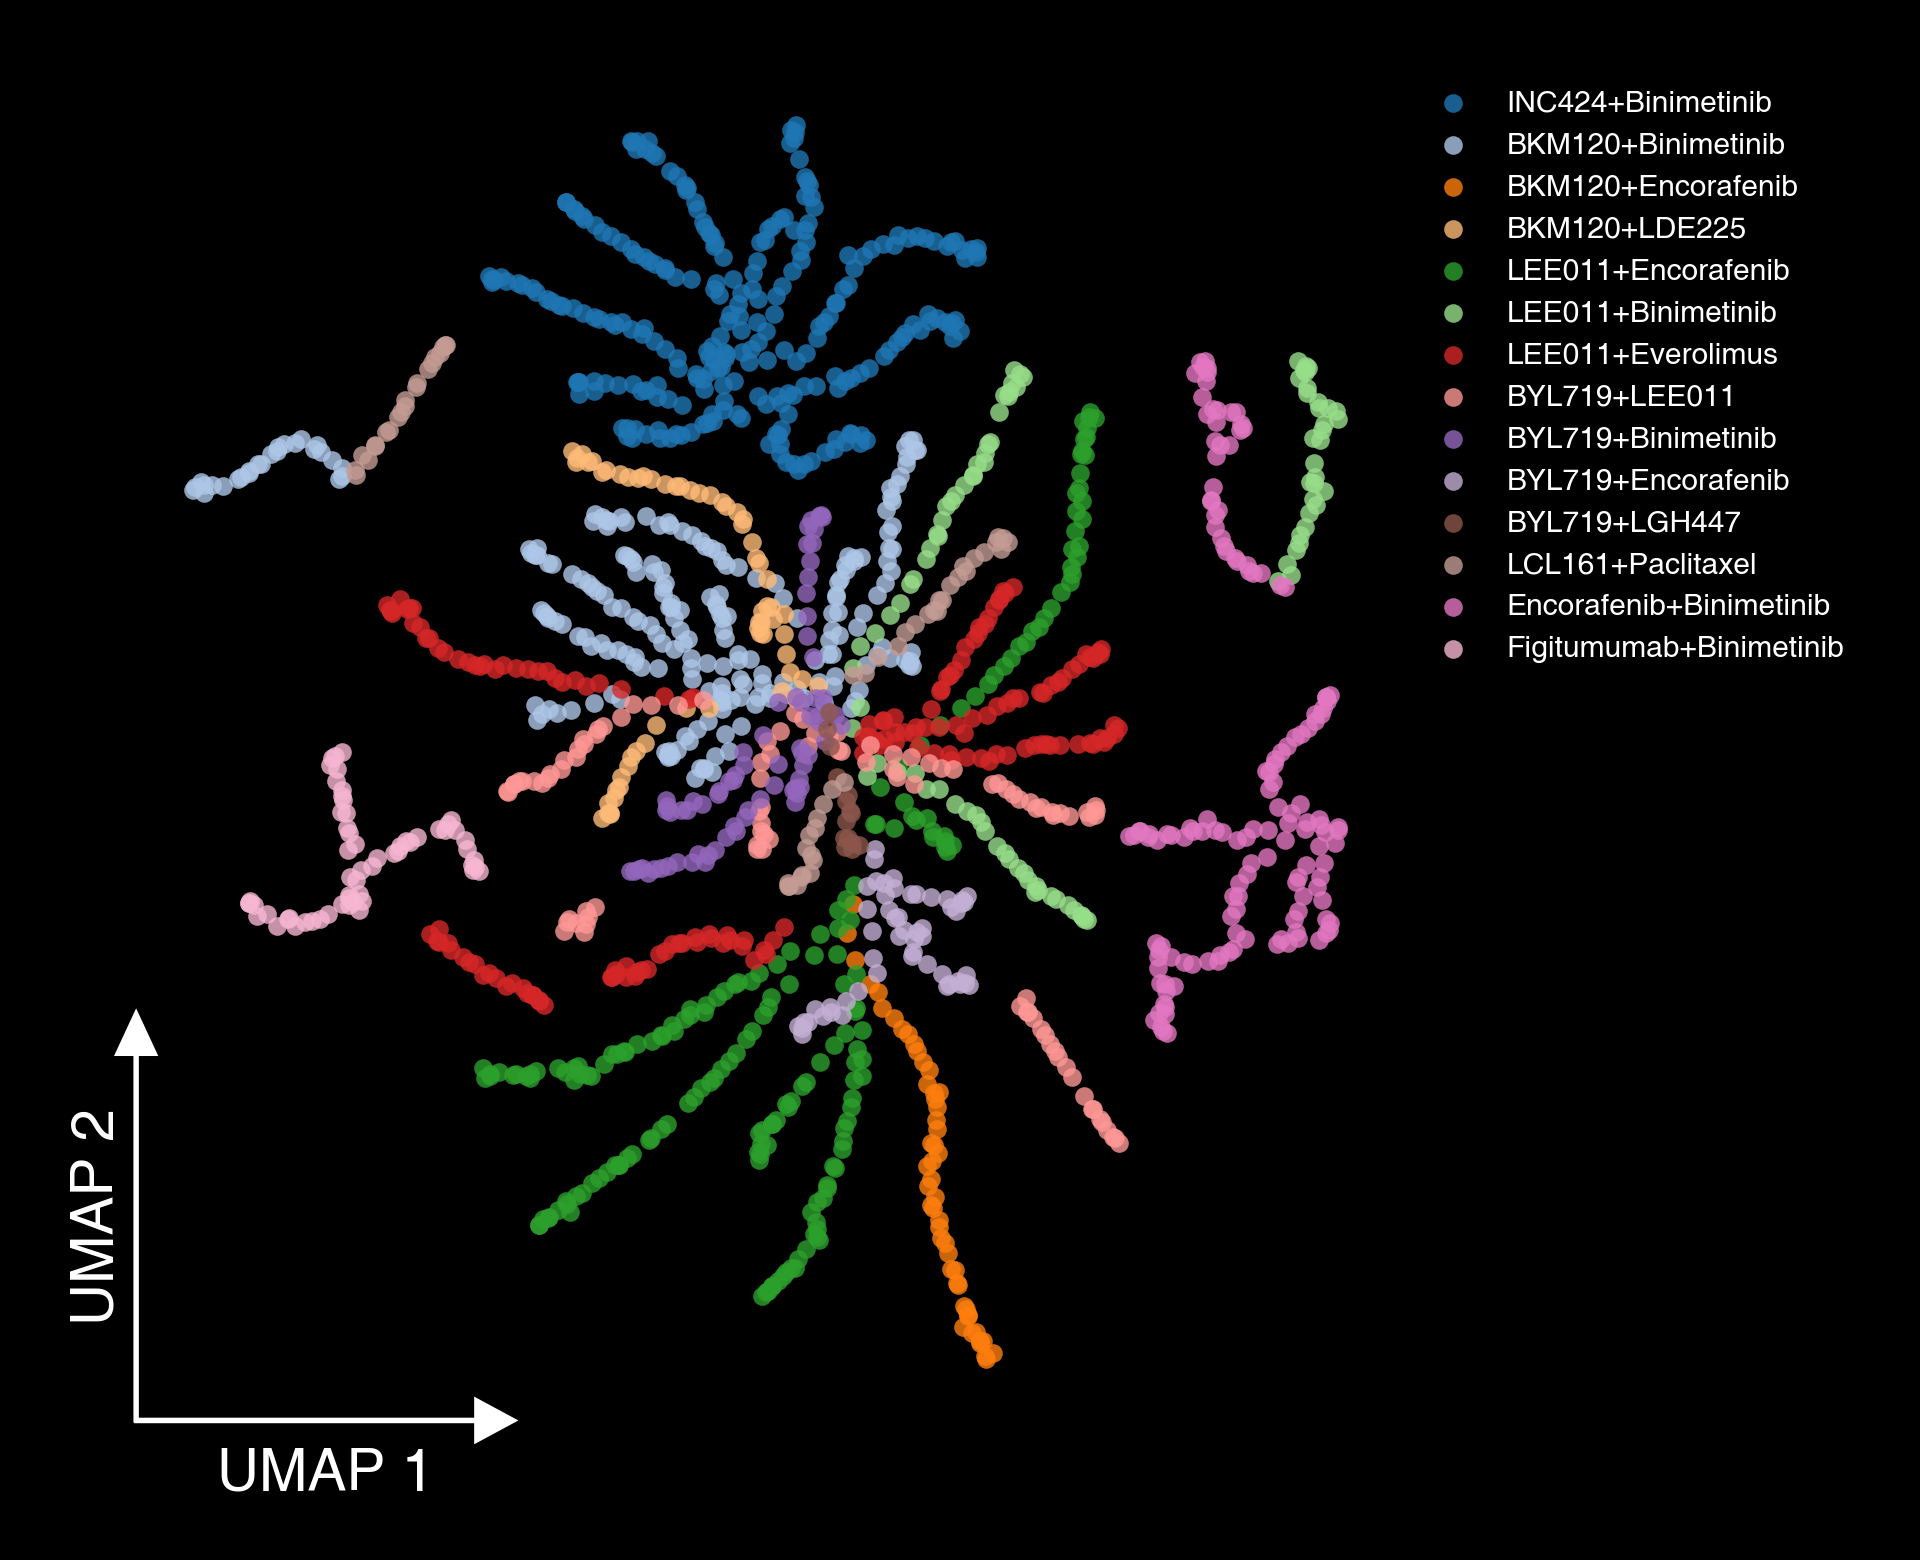 INC424+Binimetinib
BKM120+Binimetinib
BKM120+Encorafenib
BKM120+LDE225
LEE011+Encorafenib
LEE011+Binimetinib
LEE011+Everolimus
BYL719+LEE011
BYL719+Binimetinib
BYL719+Encorafenib
BYL719+LGH447
LCL161+Paclitaxel
Encorafenib+Binimetinib
Figitumumab+Binimetinib
UMAP 2
UMAP 1